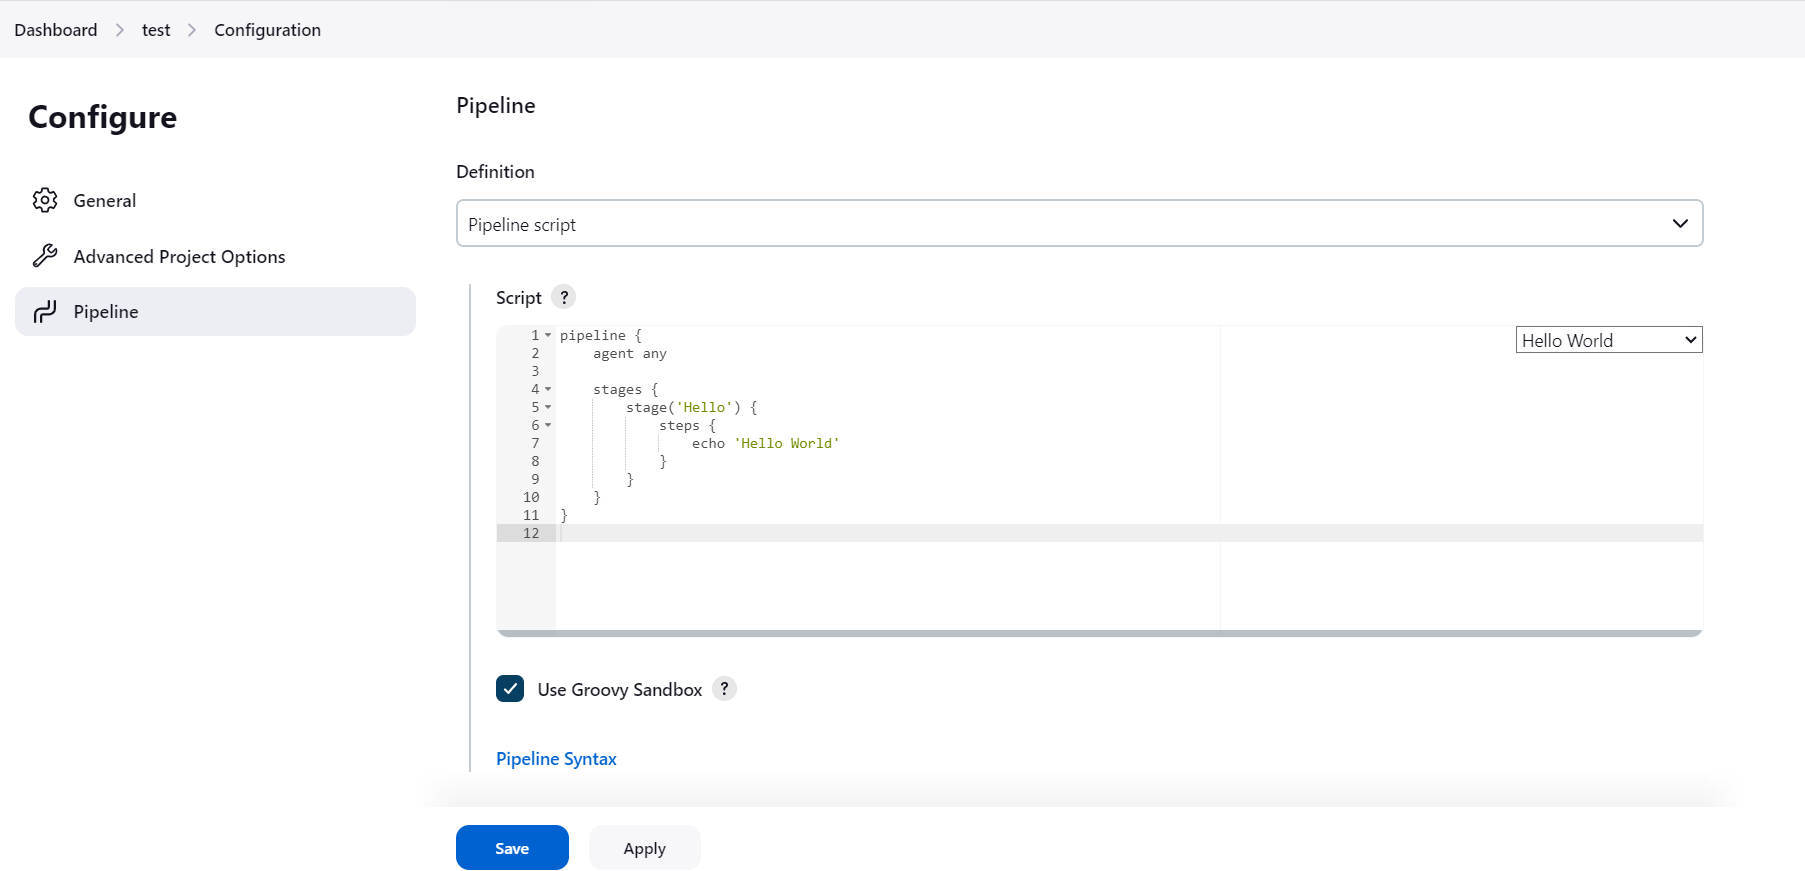 Dashboard > test > Configuration
Configure
General
Advanced Project Options
Pipeline
Pipeline
Definition
Pipeline script
Script ?
Hello World
1 pipeline {
2     agent any
3
4     stages {
5         stage('Hello') {
6             steps {
7                 echo 'Hello World'
8             }
9         }
10     }
11 }
12
Use Groovy Sandbox ?
Pipeline Syntax
Save Apply